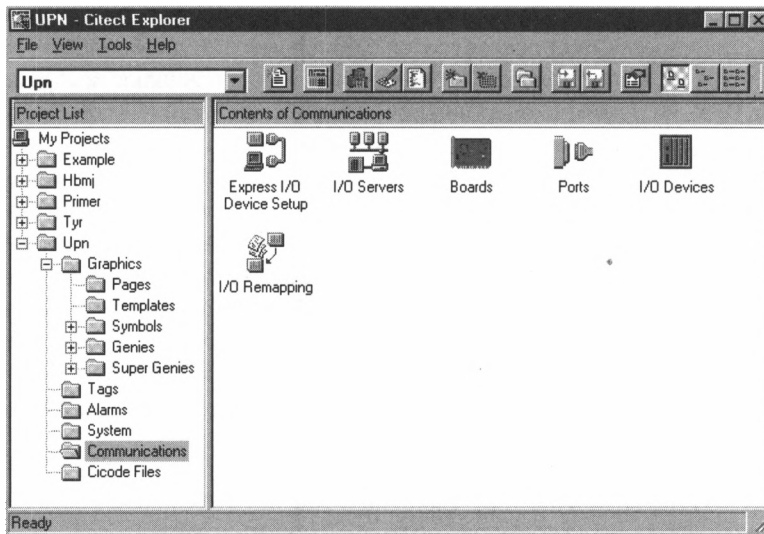 UPN - Citect Explorer
File View Tools Help
Upn
Project List
Contents of Communications
My Projects
Example
Hbmj
Primer
Tyr
Upn
Graphics
Pages
Templates
Symbols
Genies
Super Genies
Tags
Alarms
System
Communications
Cicode Files
Express I/O
Device Setup
I/O Servers
Boards
Ports
I/O Devices
I/O Remapping
Ready